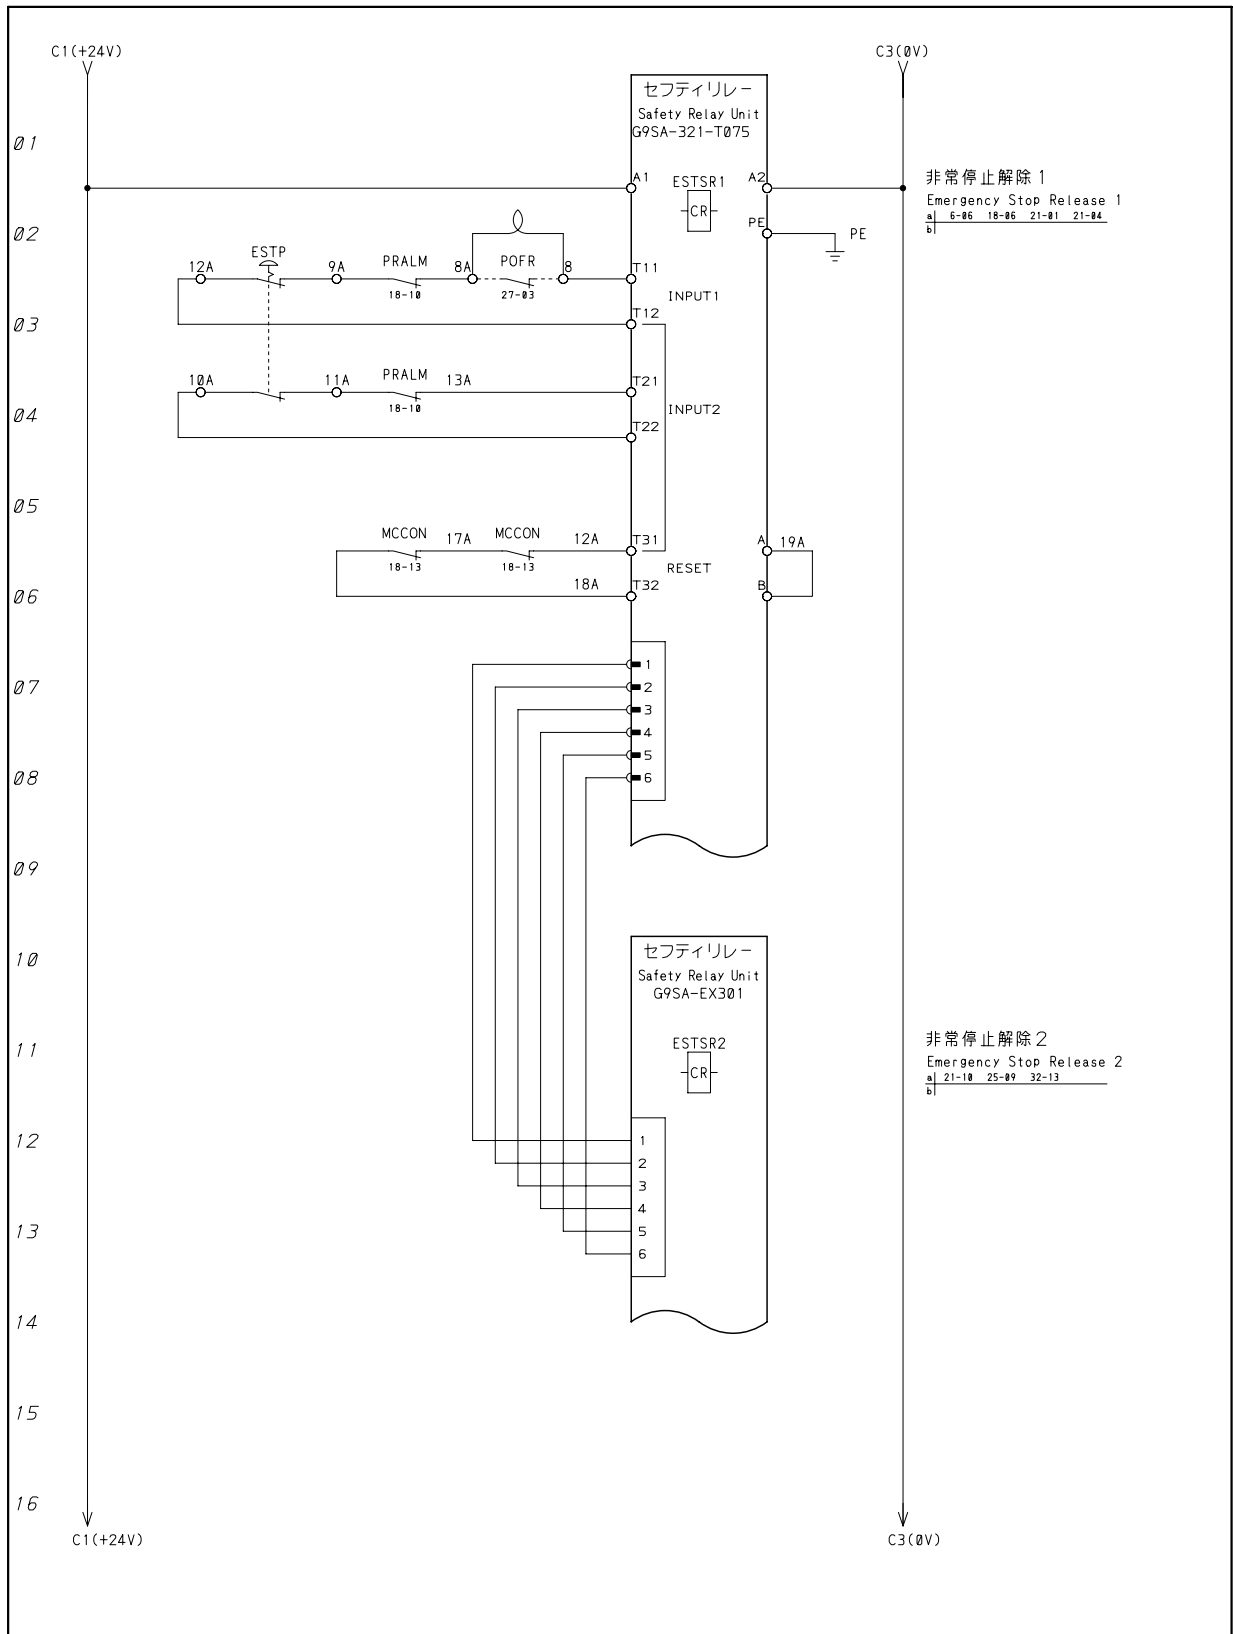 C1(+24V)
C3(0V)
セフティリレー
Safety Relay Unit
G9SA-321-T075
01
A1
ESTSR1
A2
CR
非常停止解除1
Emergency Stop Release 1
a 6-06 18-06 21-01 21-04
b
02
PE
PE
ESTP
12A
9A
PRALM
18-10
8A
POFR
27-03
8
T11
INPUT1
03
T12
10A
11A
PRALM
18-10
13A
T21
04
INPUT2
T22
05
MCCON
18-13
17A
MCCON
18-13
12A
T31
A
19A
RESET
06
18A
T32
B
1
07
2
3
4
5
08
6
09
10
セフティリレー
Safety Relay Unit
G9SA-EX301
11
ESTSR2
CR
非常停止解除2
Emergency Stop Release 2
a 21-10 25-09 32-13
b
12
1
2
3
4
13
5
6
14
15
16
C1(+24V)
C3(0V)